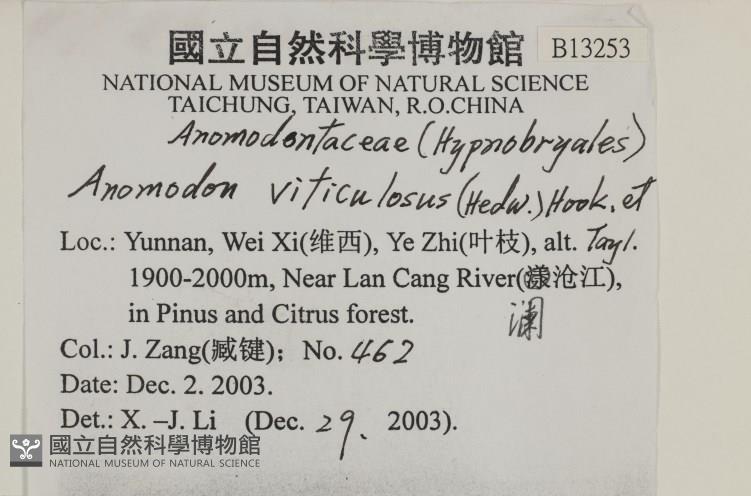 國立自然科學博物館
B13253
NATIONAL MUSEUM OF NATURAL SCIENCE
TAICHUNG, TAIWAN, R.O.CHINA
Anomodontaceae (Hypnobryales)
Anomodon viticulosus (Hedw.) Hook. et
Loc.: Yunnan, Wei Xi(维西), Ye Zhi(叶枝), alt. Tayl.
1900-2000m, Near Lan Cang River(沧江),
in Pinus and Citrus forest.
澜
Col.: J. Zang(臧键); No. 462
Date: Dec. 2. 2003.
Det.: X. –J. Li (Dec. 29. 2003).
國立自然科學博物館
NATIONAL MUSEUM OF NATURAL SCIENCE